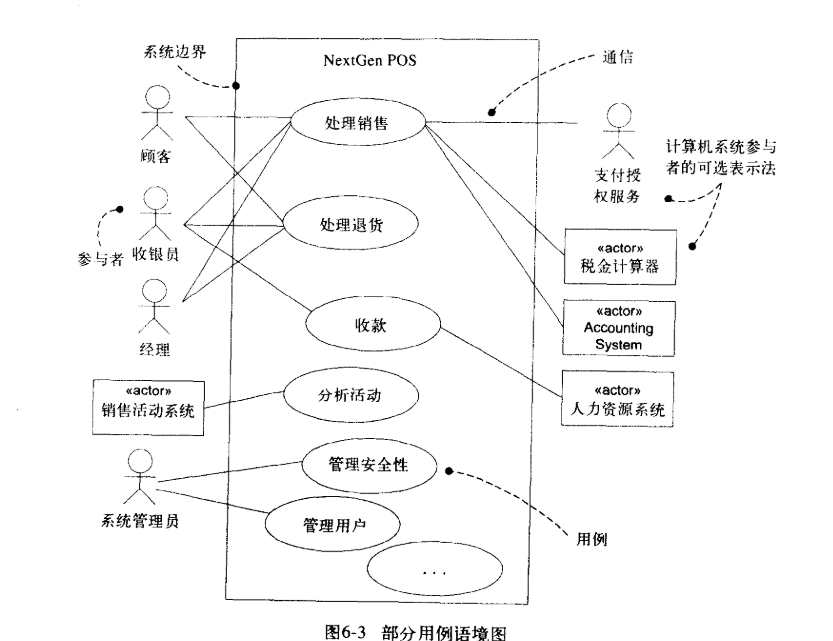 系统边界
NextGen POS
通信
处理销售
顾客
支付授
权服务
计算机系统参与
者的可选表示法
处理退货
参与者
收银员
«actor»
税金计算器
经理
收款
«actor»
Accounting
System
«actor»
销售活动系统
分析活动
«actor»
人力资源系统
管理安全性
系统管理员
管理用户
用例
...
图6-3 部分用例语境图